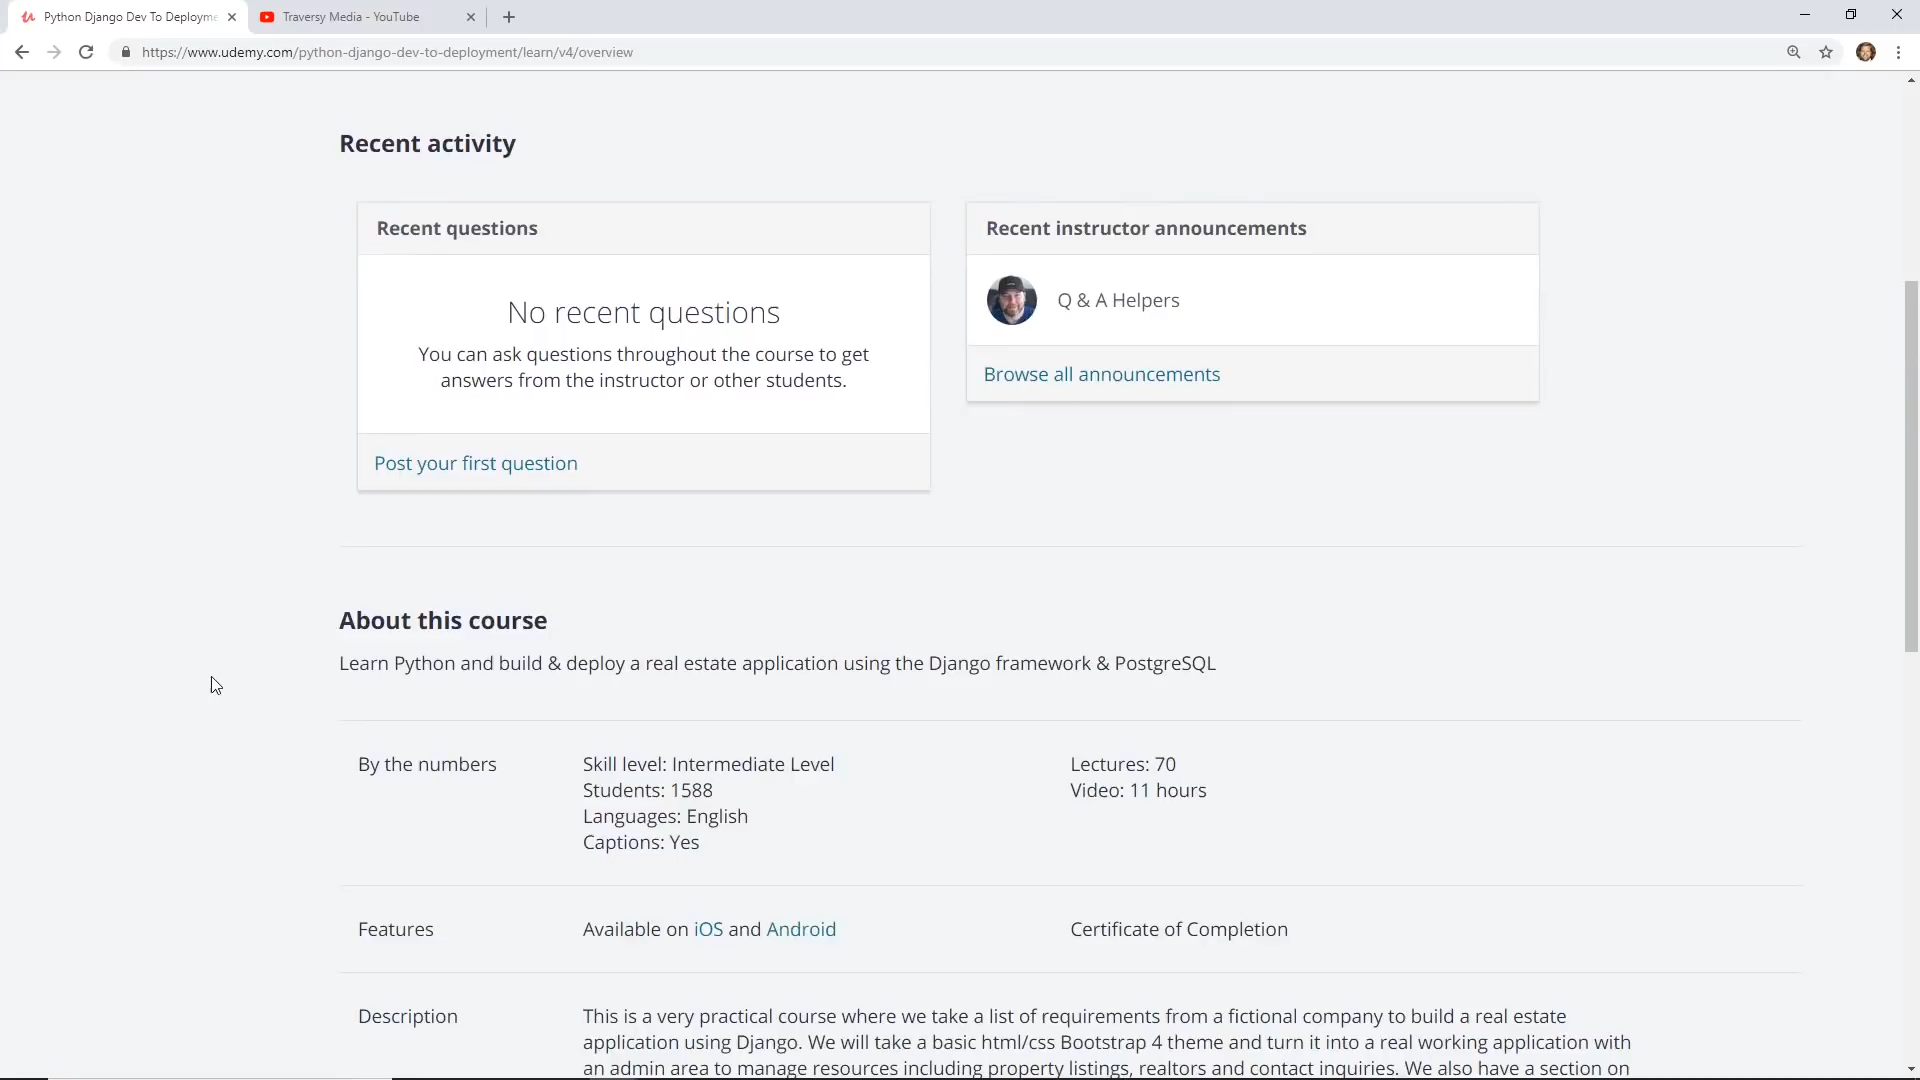 Python Django Dev To Deployme
Traversy Media - YouTube
https://www.udemy.com/python-django-dev-to-deployment/learn/v4/overview
Recent activity
Recent questions
No recent questions
You can ask questions throughout the course to get
answers from the instructor or other students.
Post your first question
Recent instructor announcements
Q & A Helpers
Browse all announcements
About this course
Learn Python and build & deploy a real estate application using the Django framework & PostgreSQL
By the numbers
Skill level: Intermediate Level
Students: 1588
Languages: English
Captions: Yes
Lectures: 70
Video: 11 hours
Features
Available on iOS and Android
Certificate of Completion
Description
This is a very practical course where we take a list of requirements from a fictional company to build a real estate
application using Django. We will take a basic html/css Bootstrap 4 theme and turn it into a real working application with
an admin area to manage resources including property listings, realtors and contact inquiries. We also have a section on